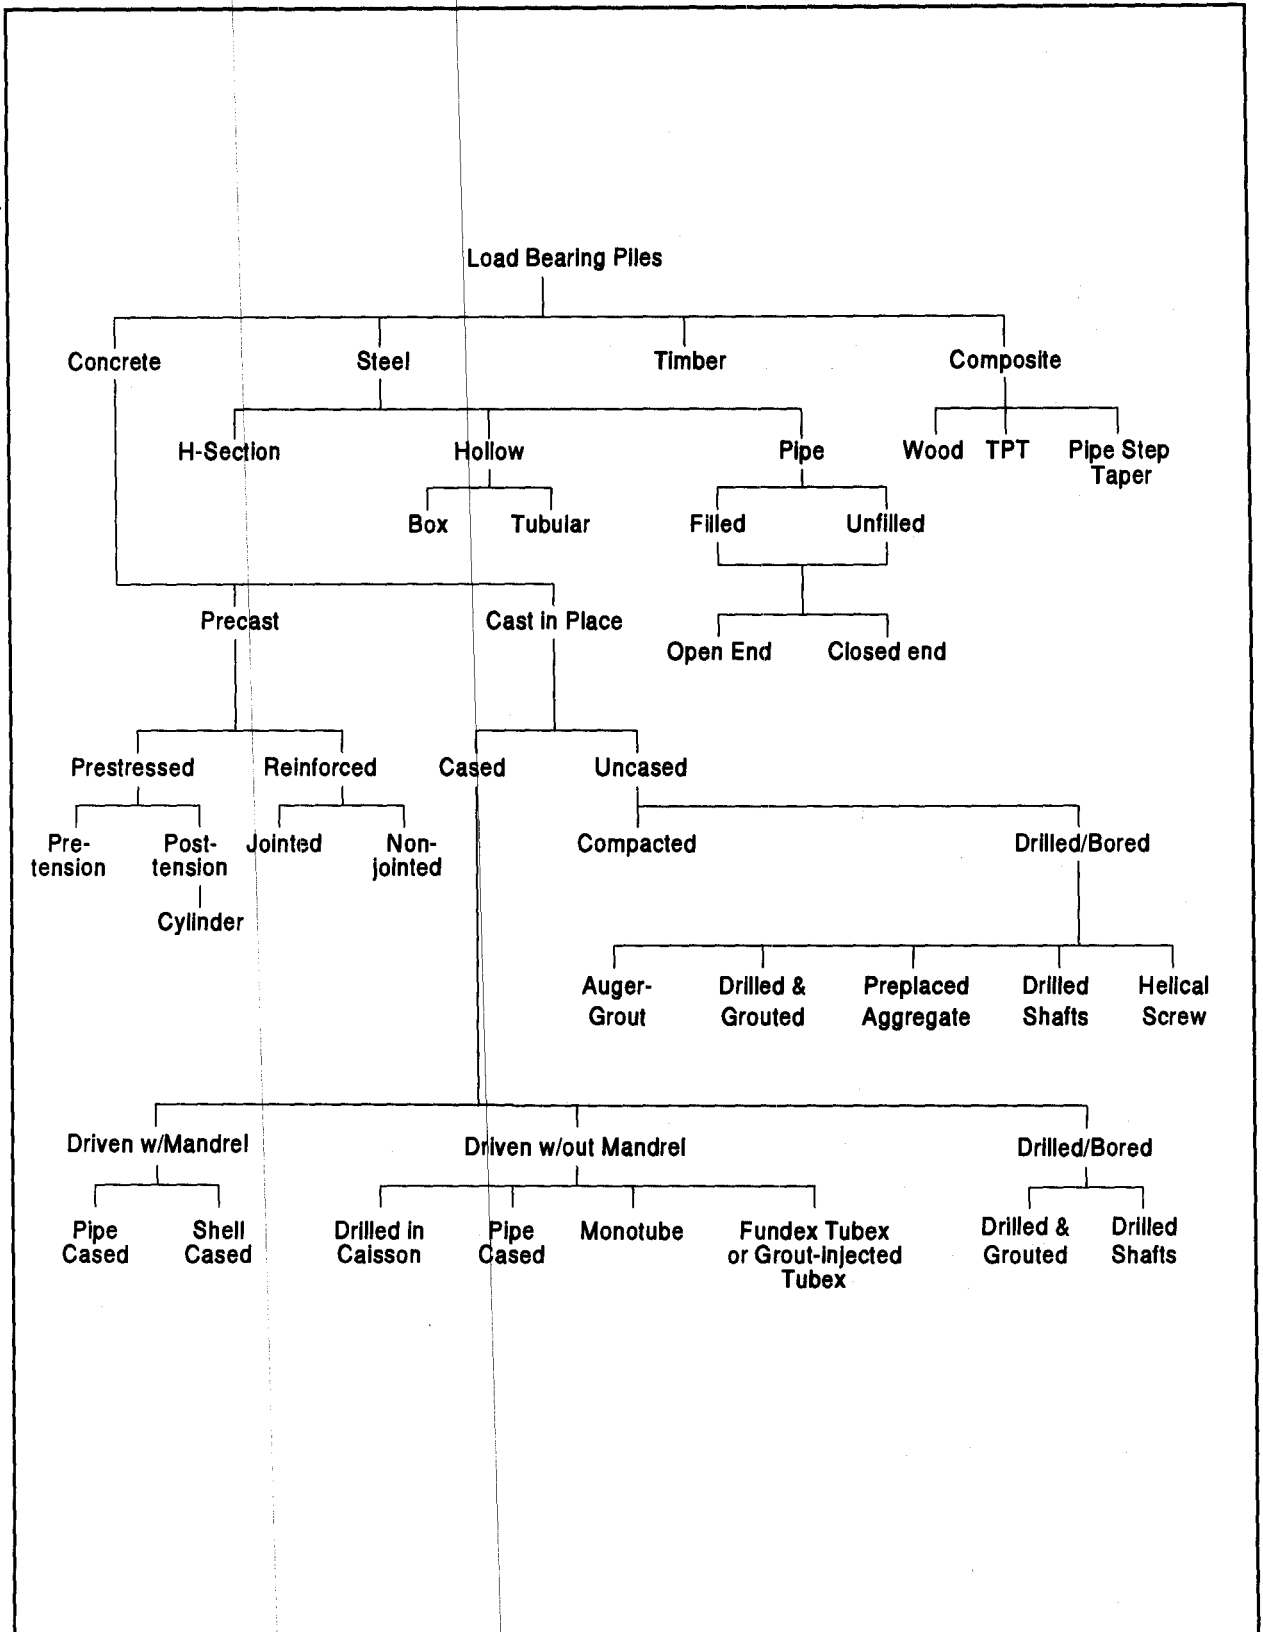 Load Bearing Piles
Concrete
Steel
Timber
Composite
H-Section
Hollow
Pipe
Wood
TPT
Pipe Step
Taper
Box
Tubular
Filled
Unfilled
Precast
Cast in Place
Open End
Closed end
Prestressed
Reinforced
Cased
Uncased
Pre-
tension
Post-
tension
Jointed
Non-
jointed
Compacted
Drilled/Bored
Cylinder
Auger-
Grout
Drilled &
Grouted
Preplaced
Aggregate
Drilled
Shafts
Helical
Screw
Driven w/Mandrel
Driven w/out Mandrel
Drilled/Bored
Pipe
Cased
Shell
Cased
Drilled in
Caisson
Pipe
Cased
Monotube
Fundex Tubex
or Grout-injected
Tubex
Drilled &
Grouted
Drilled
Shafts